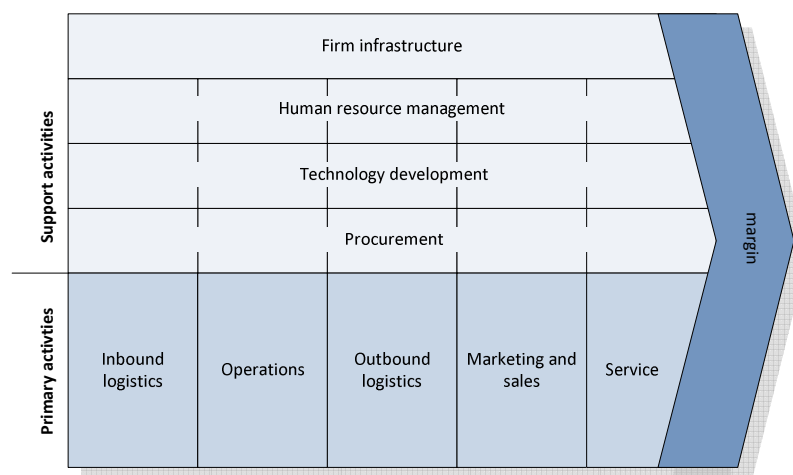 Firm infrastructure
Human resource management
Technology development
Procurement
Support activities
Primary activties
Inbound
logistics
Operations
Outbound
logistics
Marketing and
sales
Service
margin